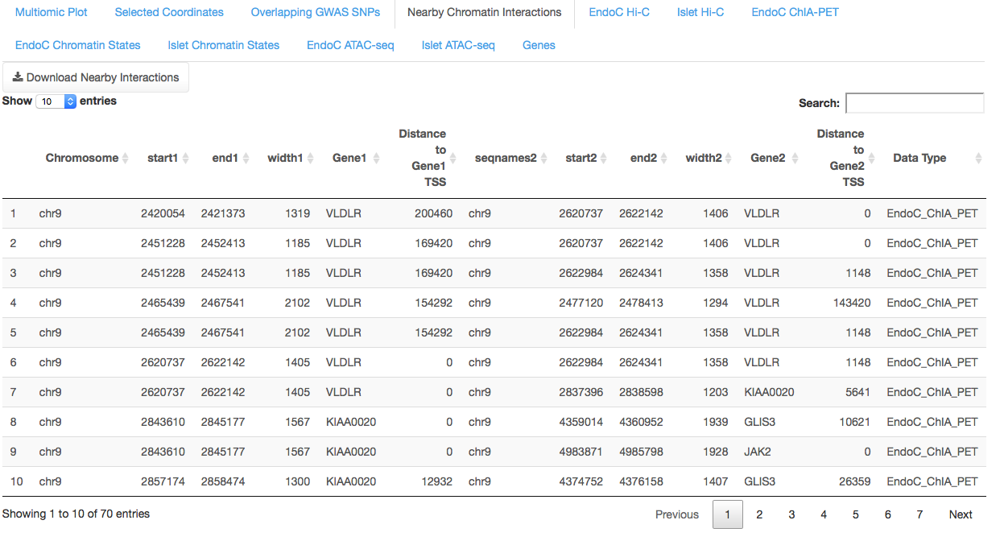 Multiomic Plot Selected Coordinates Overlapping GWAS SNPs Nearby Chromatin Interactions EndoC Hi-C Islet Hi-C EndoC ChIA-PET
EndoC Chromatin States Islet Chromatin States EndoC ATAC-seq Islet ATAC-seq Genes
Download Nearby Interactions
Show 10 entries
Search:
Chromosome start1 end1 width1 Gene1 Distance to Gene1 TSS seqnames2 start2 end2 width2 Gene2 Distance to Gene2 TSS Data Type
1 chr9 2420054 2421373 1319 VLDLR 200460 chr9 2620737 2622142 1406 VLDLR 0 EndoC_ChIA_PET
2 chr9 2451228 2452413 1185 VLDLR 169420 chr9 2620737 2622142 1406 VLDLR 0 EndoC_ChIA_PET
3 chr9 2451228 2452413 1185 VLDLR 169420 chr9 2622984 2624341 1358 VLDLR 1148 EndoC_ChIA_PET
4 chr9 2465439 2467541 2102 VLDLR 154292 chr9 2477120 2478413 1294 VLDLR 143420 EndoC_ChIA_PET
5 chr9 2465439 2467541 2102 VLDLR 154292 chr9 2622984 2624341 1358 VLDLR 1148 EndoC_ChIA_PET
6 chr9 2620737 2622142 1405 VLDLR 0 chr9 2622984 2624341 1358 VLDLR 1148 EndoC_ChIA_PET
7 chr9 2620737 2622142 1405 VLDLR 0 chr9 2837396 2838598 1203 KIAA0020 5641 EndoC_ChIA_PET
8 chr9 2843610 2845177 1567 KIAA0020 0 chr9 4359014 4360952 1939 GLIS3 10621 EndoC_ChIA_PET
9 chr9 2843610 2845177 1567 KIAA0020 0 chr9 4983871 4985798 1928 JAK2 0 EndoC_ChIA_PET
10 chr9 2857174 2858474 1300 KIAA0020 12932 chr9 4374752 4376158 1407 GLIS3 26359 EndoC_ChIA_PET
Showing 1 to 10 of 70 entries
Previous 1 2 3 4 5 6 7 Next